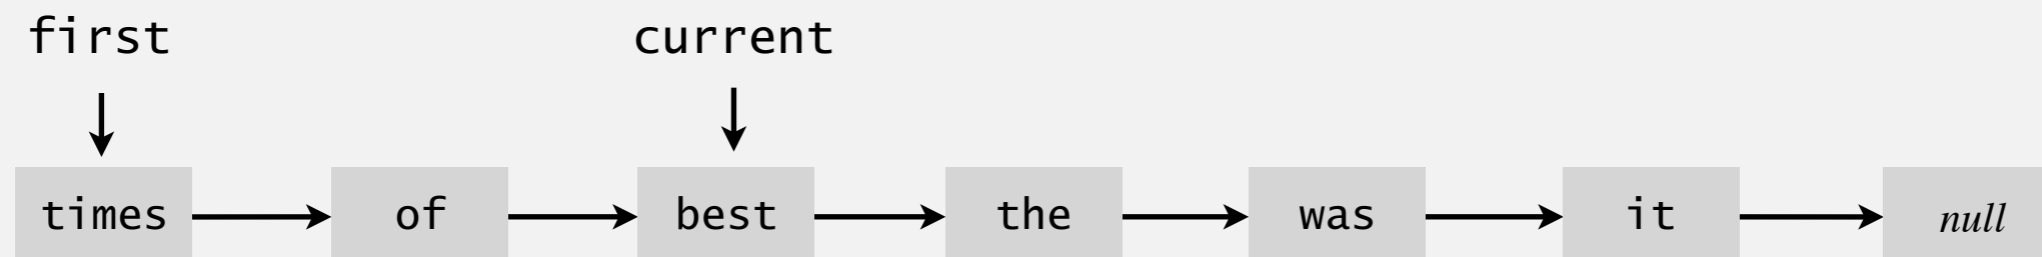 first current
times of best the was it null